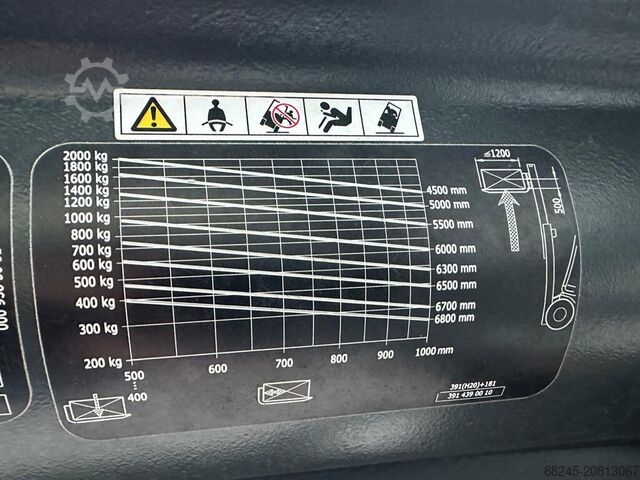 2000 kg
1800 kg
1600 kg
1400 kg
1200 kg
1000 kg
800 kg
700 kg
600 kg
500 kg
400 kg
300 kg
200 kg
4500 mm
5000 mm
5500 mm
6000 mm
6300 mm
6500 mm
6700 mm
6800 mm
500 600 700 800 900 1000 mm
400
≤1200
500
391(H20)+181
391 439 00 10
88245-20813067